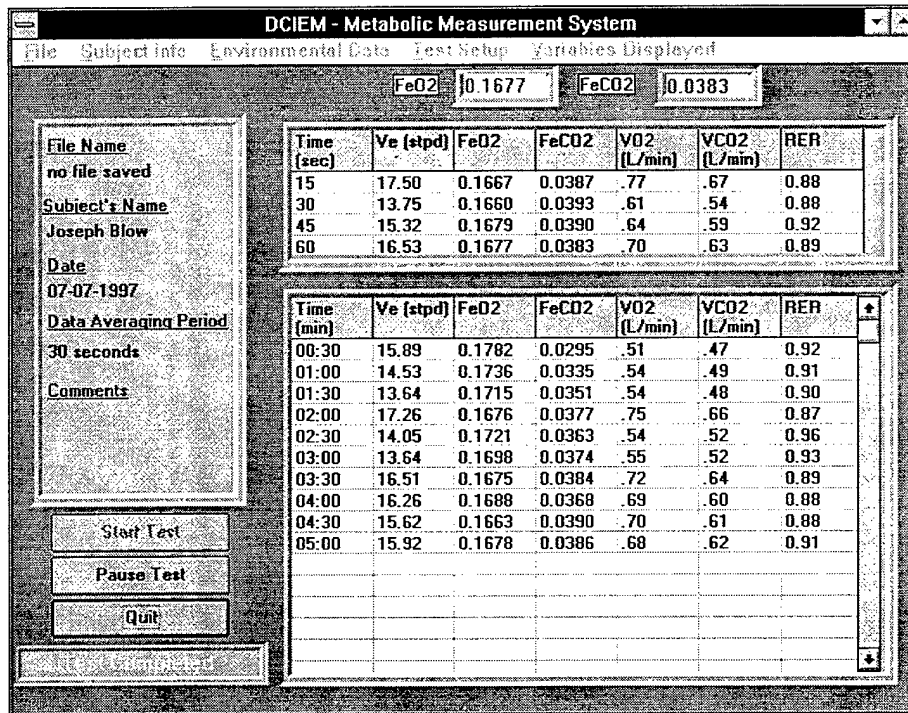 DCIEM - Metabolic Measurement System
File Subject Info Environmental Data Test Setup Variables Displayed
FeO2 0.1677 FeCO2 0.0383
File Name
no file saved
Subject's Name
Joseph Blow
Date
07-07-1997
Data Averaging Period
30 seconds
Comments
Start Test
Pause Test
Quit
Time (sec) Ve (stpd) FeO2 FeCO2 VO2 (L/min) VCO2 (L/min) RER
15 17.50 0.1667 0.0387 .77 .67 0.88
30 13.75 0.1660 0.0393 .61 .54 0.88
45 15.32 0.1679 0.0390 .64 .59 0.92
60 16.53 0.1677 0.0383 .70 .63 0.89
Time (min) Ve (stpd) FeO2 FeCO2 VO2 (L/min) VCO2 (L/min) RER
00:30 15.89 0.1782 0.0295 .51 .47 0.92
01:00 14.53 0.1736 0.0335 .54 .49 0.91
01:30 13.64 0.1715 0.0351 .54 .48 0.90
02:00 17.26 0.1676 0.0377 .75 .66 0.87
02:30 14.05 0.1721 0.0363 .54 .52 0.96
03:00 13.64 0.1698 0.0374 .55 .52 0.93
03:30 16.51 0.1675 0.0384 .72 .64 0.89
04:00 16.26 0.1688 0.0368 .69 .60 0.88
04:30 15.62 0.1663 0.0390 .70 .61 0.88
05:00 15.92 0.1678 0.0386 .68 .62 0.91